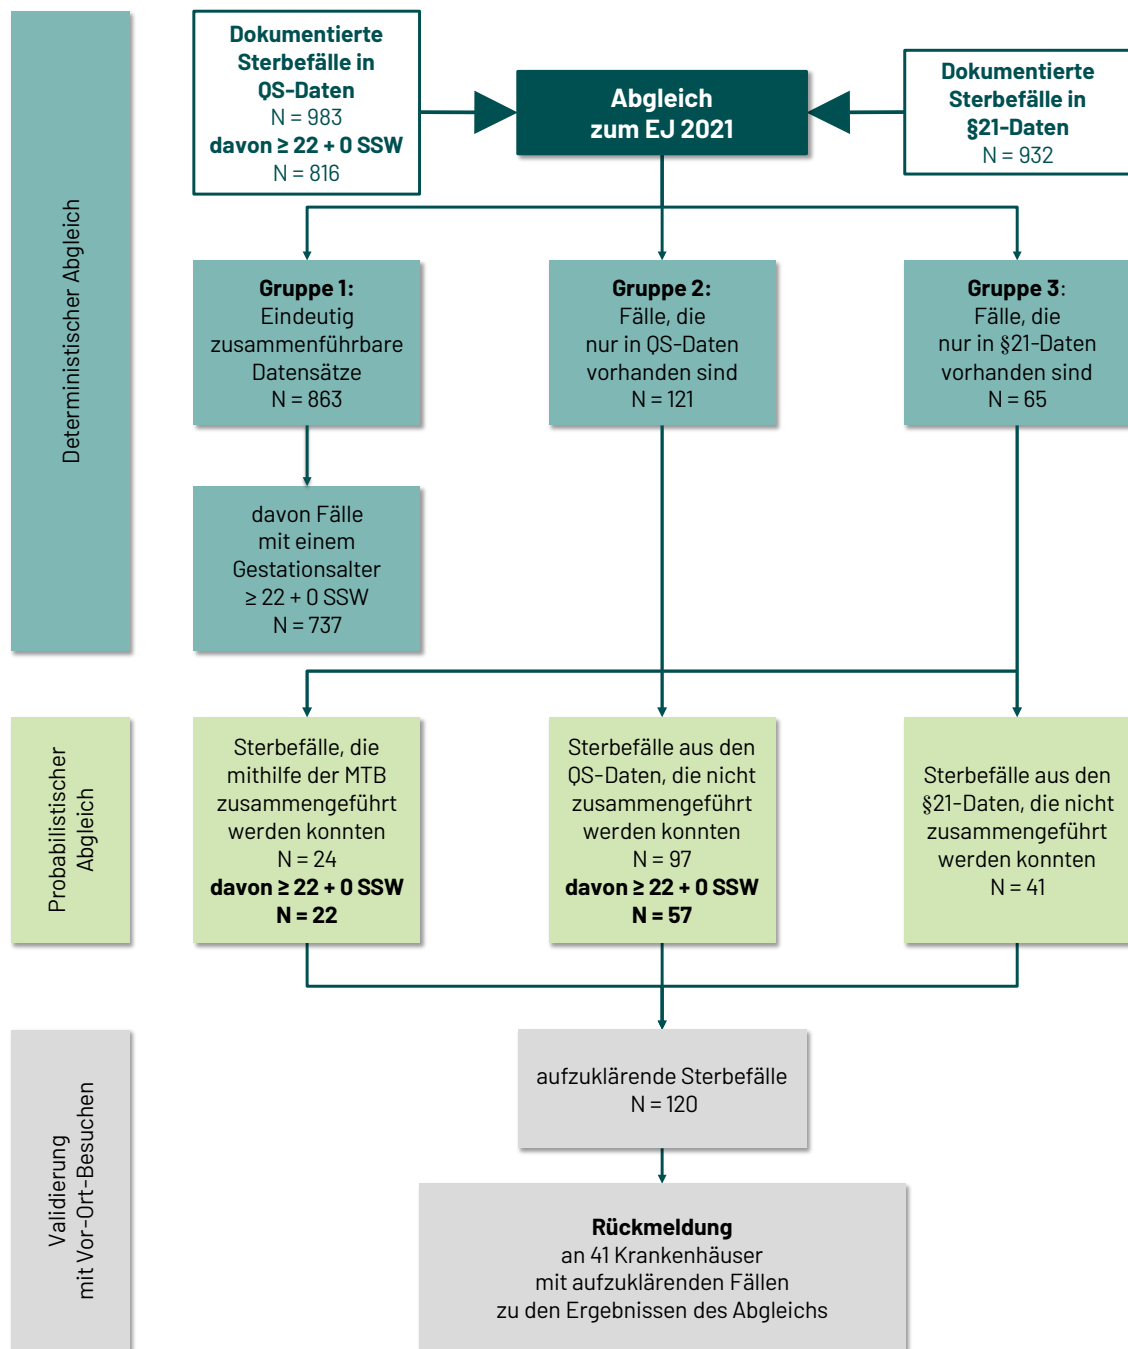 Deterministischer Abgleich
Dokumentierte
Sterbefälle in
QS-Daten
N = 983
davon ≥ 22 + 0 SSW
N = 816
Abgleich
zum EJ 2021
Dokumentierte
Sterbefälle in
§21-Daten
N = 932
Gruppe 1:
Eindeutig
zusammenführbare
Datensätze
N = 863
Gruppe 2:
Fälle, die
nur in QS-Daten
vorhanden sind
N = 121
Gruppe 3:
Fälle, die
nur in §21-Daten
vorhanden sind
N = 65
davon Fälle
mit einem
Gestationsalter
≥ 22 + 0 SSW
N = 737
Probabilistischer
Abgleich
Sterbefälle, die
mithilfe der MTB
zusammengeführt
werden konnten
N = 24
davon ≥ 22 + 0 SSW
N = 22
Sterbefälle aus den
QS-Daten, die nicht
zusammengeführt
werden konnten
N = 97
davon ≥ 22 + 0 SSW
N = 57
Sterbefälle aus den
§21-Daten, die nicht
zusammengeführt
werden konnten
N = 41
Validierung
mit Vor-Ort-Besuchen
aufzuklärende Sterbefälle
N = 120
Rückmeldung
an 41 Krankenhäuser
mit aufzuklärenden Fällen
zu den Ergebnissen des Abgleichs